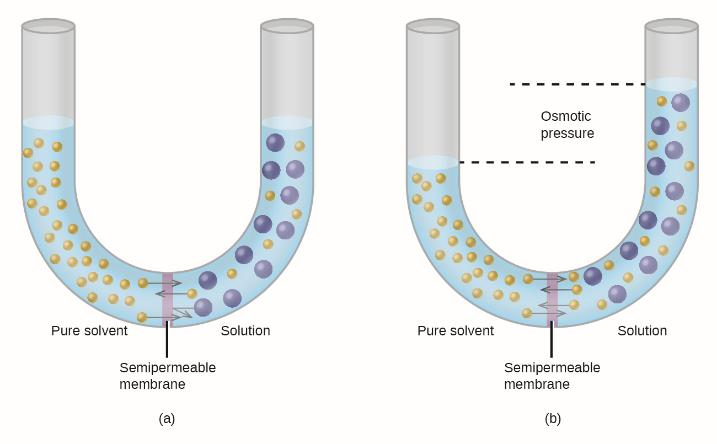 Osmotic
pressure
Pure solvent
Solution
Semipermeable
membrane
(a)
Pure solvent
Solution
Semipermeable
membrane
(b)